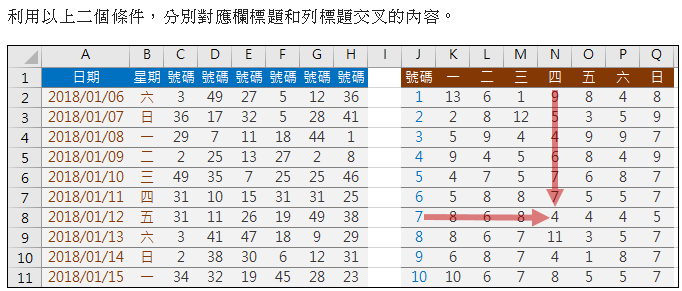 利用以上二個條件，分別對應欄標題和列標題交叉的內容。
A B C D E F G H I J K L M N O P Q
1 日期 星期 號碼 號碼 號碼 號碼 號碼 號碼 號碼 一 二 三 四 五 六 日
2 2018/01/06 六 3 49 27 5 12 36 1 13 6 1 9 8 4 8
3 2018/01/07 日 36 17 32 5 28 41 2 2 8 12 5 3 5 9
4 2018/01/08 一 29 7 11 18 44 1 3 5 9 4 4 9 9 7
5 2018/01/09 二 2 25 13 27 2 8 4 9 4 5 6 8 4 9
6 2018/01/10 三 49 35 7 25 25 46 5 4 7 5 7 6 8 7
7 2018/01/11 四 31 10 15 31 31 25 6 5 8 8 7 5 5 7
8 2018/01/12 五 31 11 26 19 49 38 7 8 6 8 4 4 4 5
9 2018/01/13 六 3 41 47 18 9 29 8 8 6 7 11 3 5 7
10 2018/01/14 日 2 38 30 6 12 31 9 6 8 7 4 1 8 7
11 2018/01/15 一 34 32 19 45 28 23 10 10 6 7 8 5 5 7